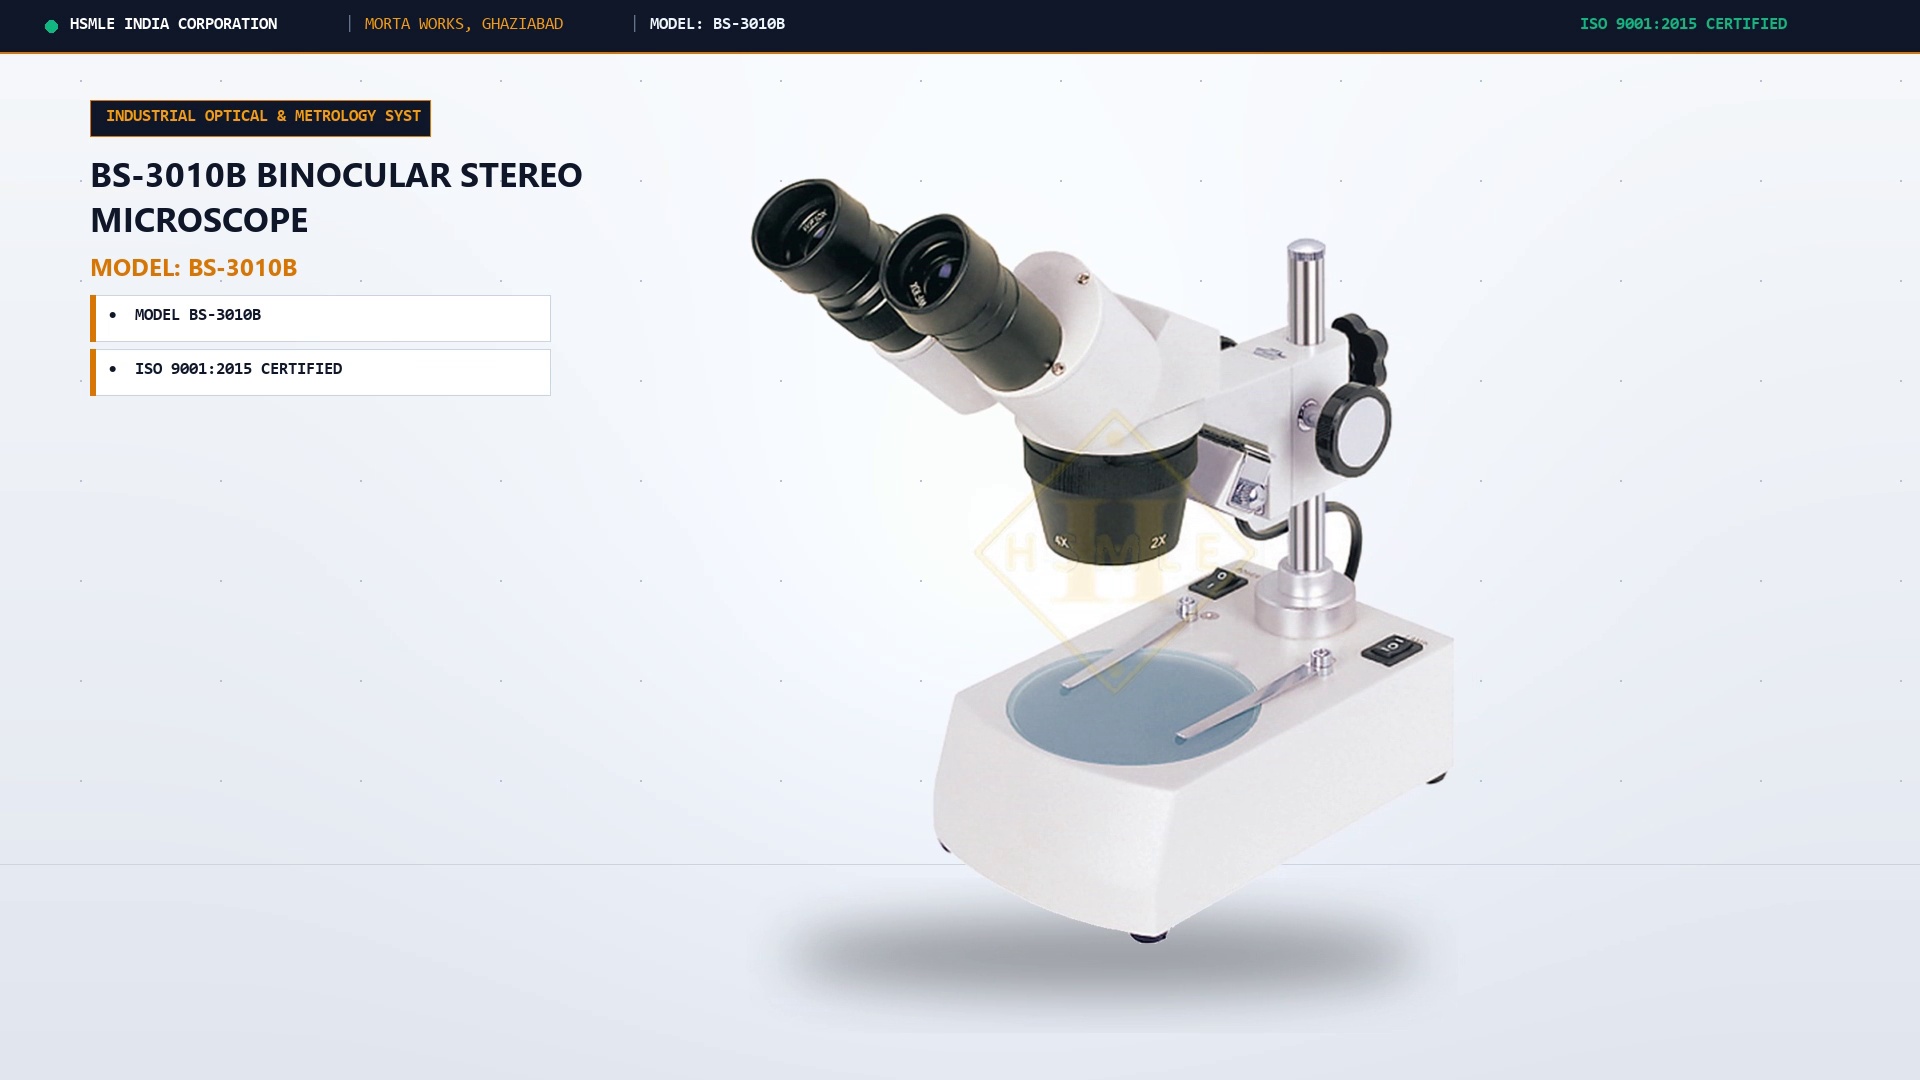 HSMLE INDIA CORPORATION
MORTA WORKS, GHAZIABAD
MODEL: BS-3010B
ISO 9001:2015 CERTIFIED
INDUSTRIAL OPTICAL & METROLOGY SYST
BS-3010B BINOCULAR STEREO
MICROSCOPE
MODEL: BS-3010B
• MODEL BS-3010B
• ISO 9001:2015 CERTIFIED
4X
2X
HSMLE